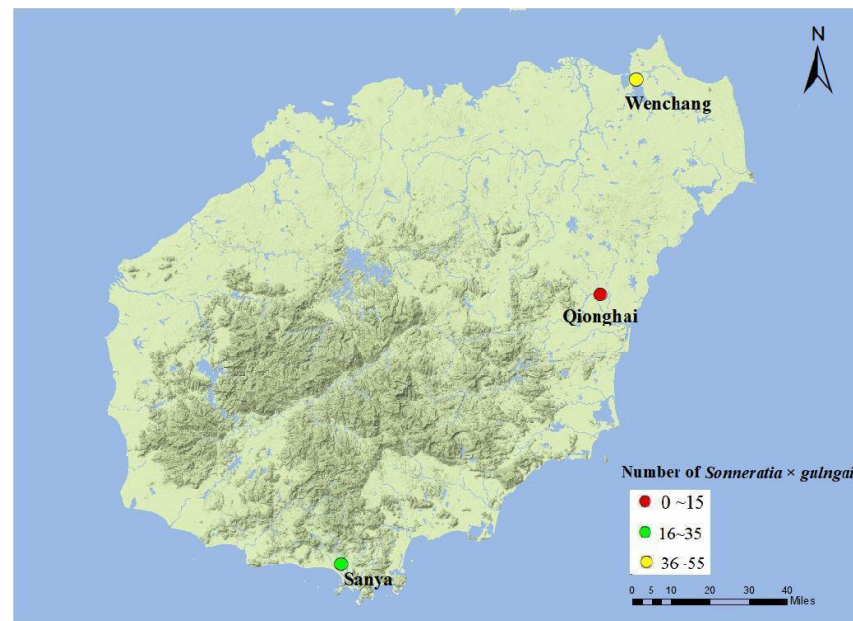 N
Wenchang
Qionghai
Number of Sonneratia × gulngai
0 ~15
16~35
36 -55
Sanya
0 5 10 20 30 40
Miles